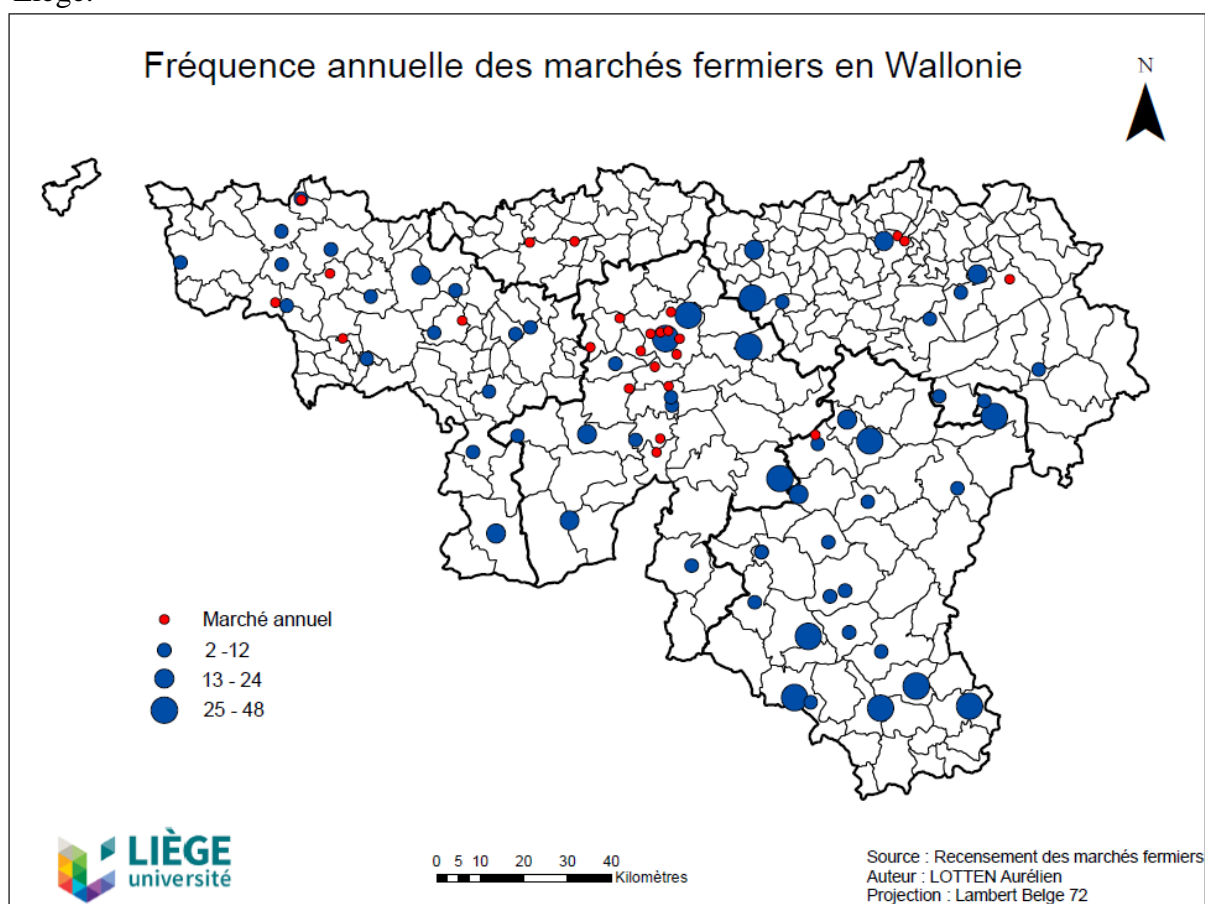 Liège.
Fréquence annuelle des marchés fermiers en Wallonie
N
Marché annuel
2 -12
13 - 24
25 - 48
LIÈGE
université
0 5 10 20 30 40
Kilomètres
Source : Recensement des marchés fermiers
Auteur : LOTTEN Aurélien
Projection : Lambert Belge 72